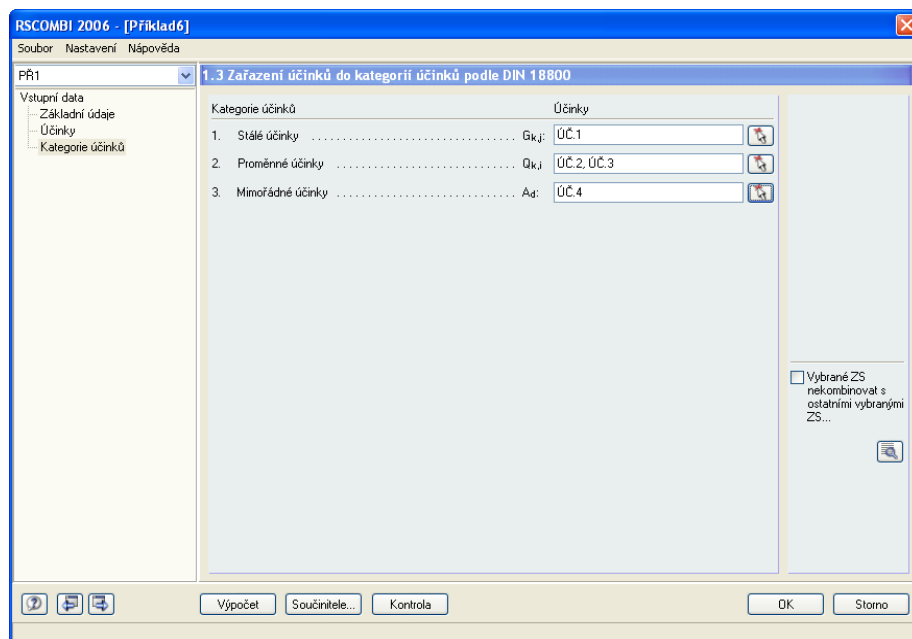 RSCOMBI 2006 - [Příklad6]
Soubor Nastavení Nápověda
PŘ1
1.3 Zařazení účinků do kategorií účinků podle DIN 18800
Vstupní data
Základní údaje
Účinky
Kategorie účinků
Kategorie účinků Účinky
1. Stálé účinky ............................ Gk,j: ÚČ.1
2. Proměnné účinky ......................... Qk,i ÚČ.2, ÚČ.3
3. Mimořádné účinky ......................... Ad: ÚČ.4
Vybrané ZS
nekombinovat s
ostatními vybranými
ZS...
Výpočet Součinitele... Kontrola OK Storno